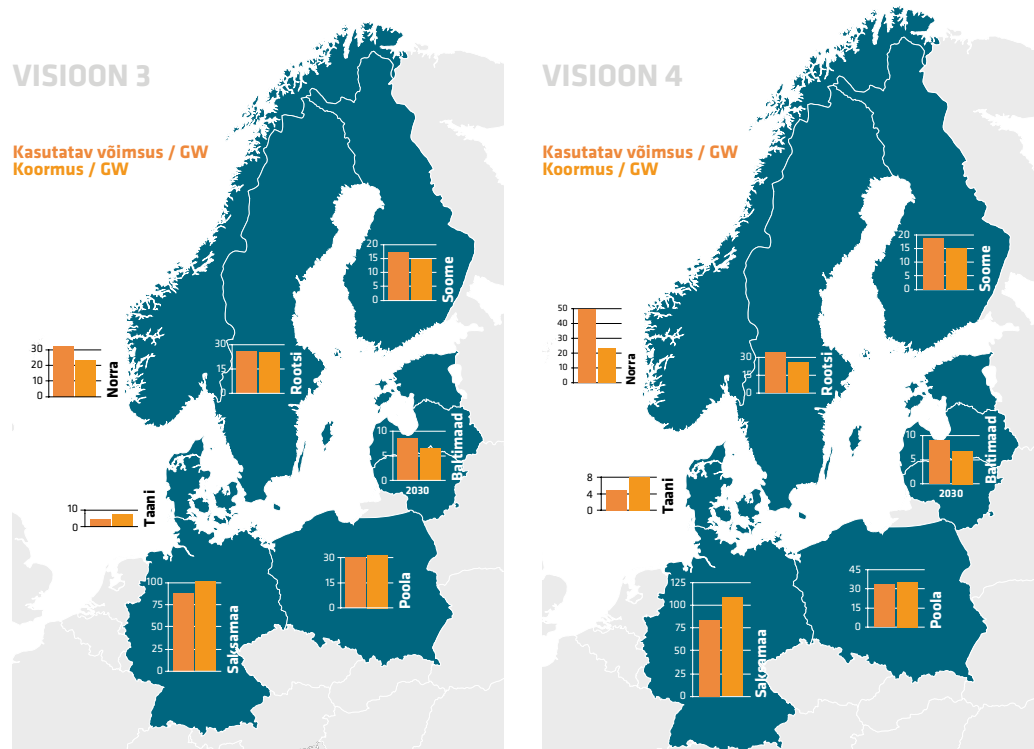 VISIOON 3
Kasutatav võimsus / GW
Koormus / GW
20
15
10
5
0
Soome
30
20
10
0
Norra
30
15
0
Rootsi
10
5
0
Baltimaad
2030
10
0
Taani
30
15
0
Poola
100
75
50
25
0
Saksamaa
VISIOON 4
Kasutatav võimsus / GW
Koormus / GW
20
15
10
5
0
Soome
50
40
30
20
10
0
Norra
30
15
0
Rootsi
10
5
0
Baltimaad
2030
8
4
0
Taani
45
30
15
0
Poola
125
100
75
50
25
0
Saksamaa